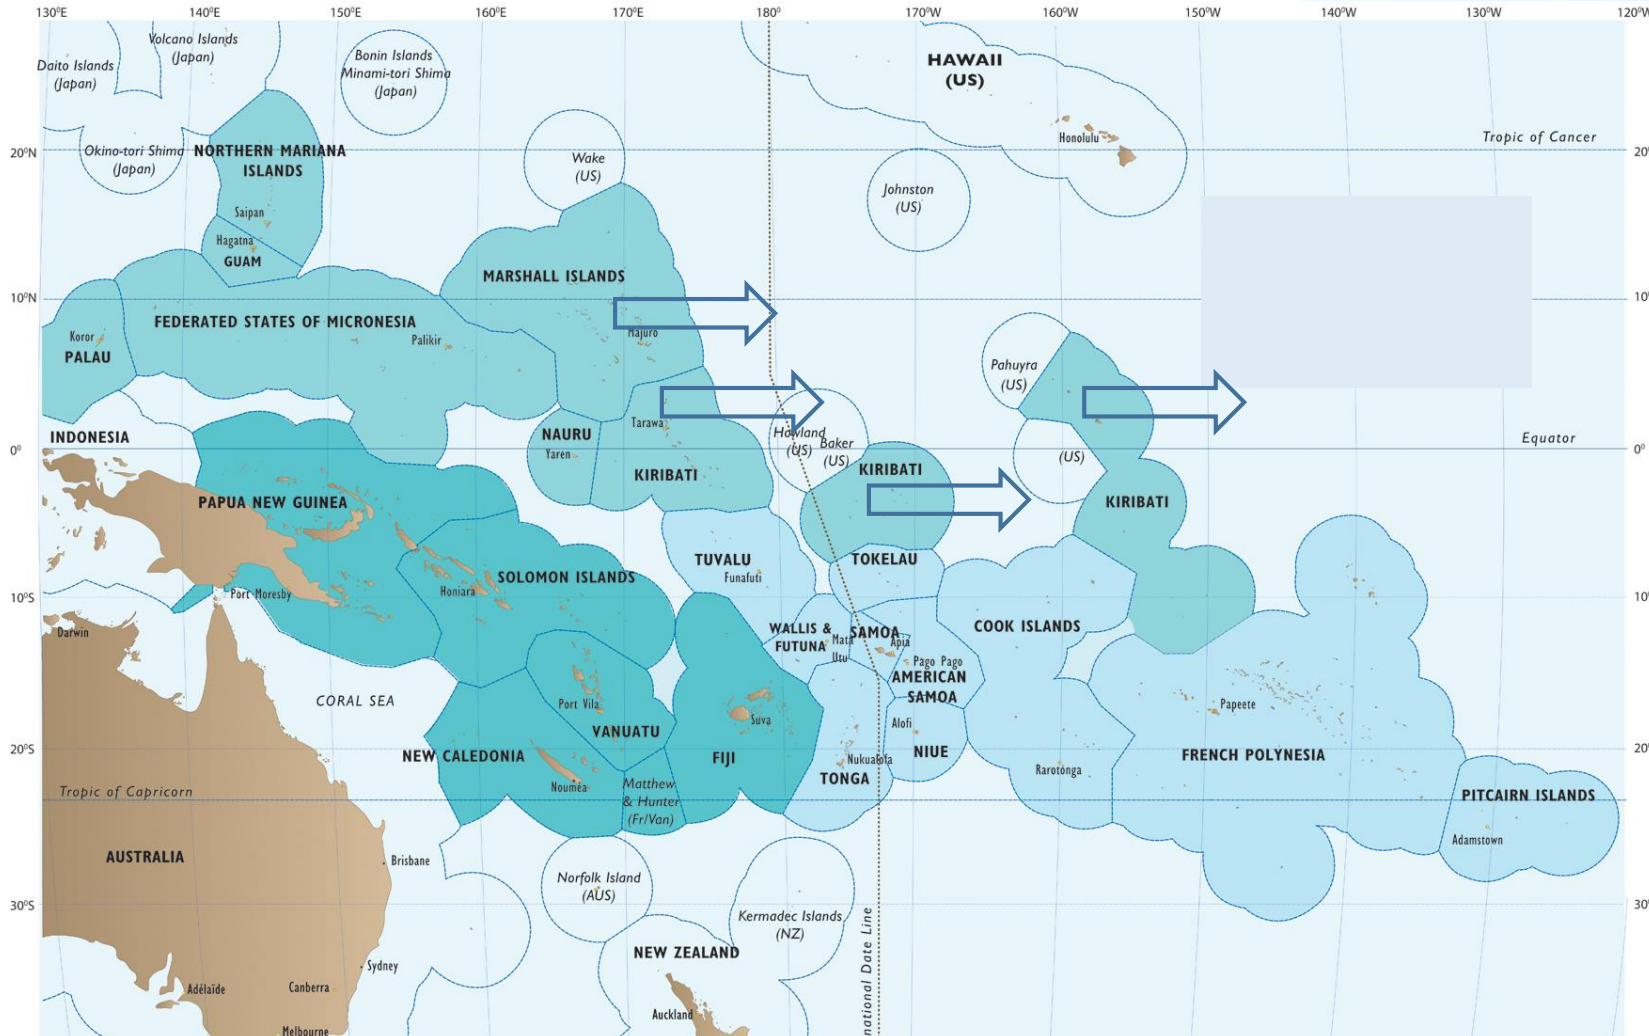 130°E 140°E 150°E 160°E 170°E 180° 170°W 160°W 150°W 140°W 130°W 120°W
Daito Islands
(Japan)
Volcano Islands
(Japan)
Bonin Islands
Minami-tori Shima
(Japan)
HAWAII
(US)
Honolulu
Tropic of Cancer
Okino-tori Shima
(Japan)
NORTHERN MARIANA
ISLANDS
Saipan
Hagatna
GUAM
Wake
(US)
Johnston
(US)
20°N
MARSHALL ISLANDS
Majuro
10°N
FEDERATED STATES OF MICRONESIA
Palikir
Koror
PALAU
Pahuyra
(US)
INDONESIA
NAURU
Yaren
Tarawa
KIRIBATI
Howland
(US)
Baker
(US)
KIRIBATI
(US)
KIRIBATI
Equator
0°
0°
PAPUA NEW GUINEA
Port Moresby
SOLOMON ISLANDS
Honiara
TUVALU
Funafuti
TOKELAU
10°S
Darwin
WALLIS &
FUTUNA
Mata
Utu
SAMOA
Apia
Pago Pago
AMERICAN
SAMOA
COOK ISLANDS
Rarotonga
CORAL SEA
Port Vila
VANUATU
Suva
FIJI
NEW CALEDONIA
Nouméa
Matthew
& Hunter
(Fr/Van)
Nukualofa
TONGA
Alofi
NIUE
Papeete
FRENCH POLYNESIA
PITCAIRN ISLANDS
Adamstown
20°S
Tropic of Capricorn
AUSTRALIA
Brisbane
Norfolk Island
(AUS)
Kermadec Islands
(NZ)
30°S
NEW ZEALAND
Auckland
Sydney
Canberra
Adélaïde
Melbourne
national Date Line